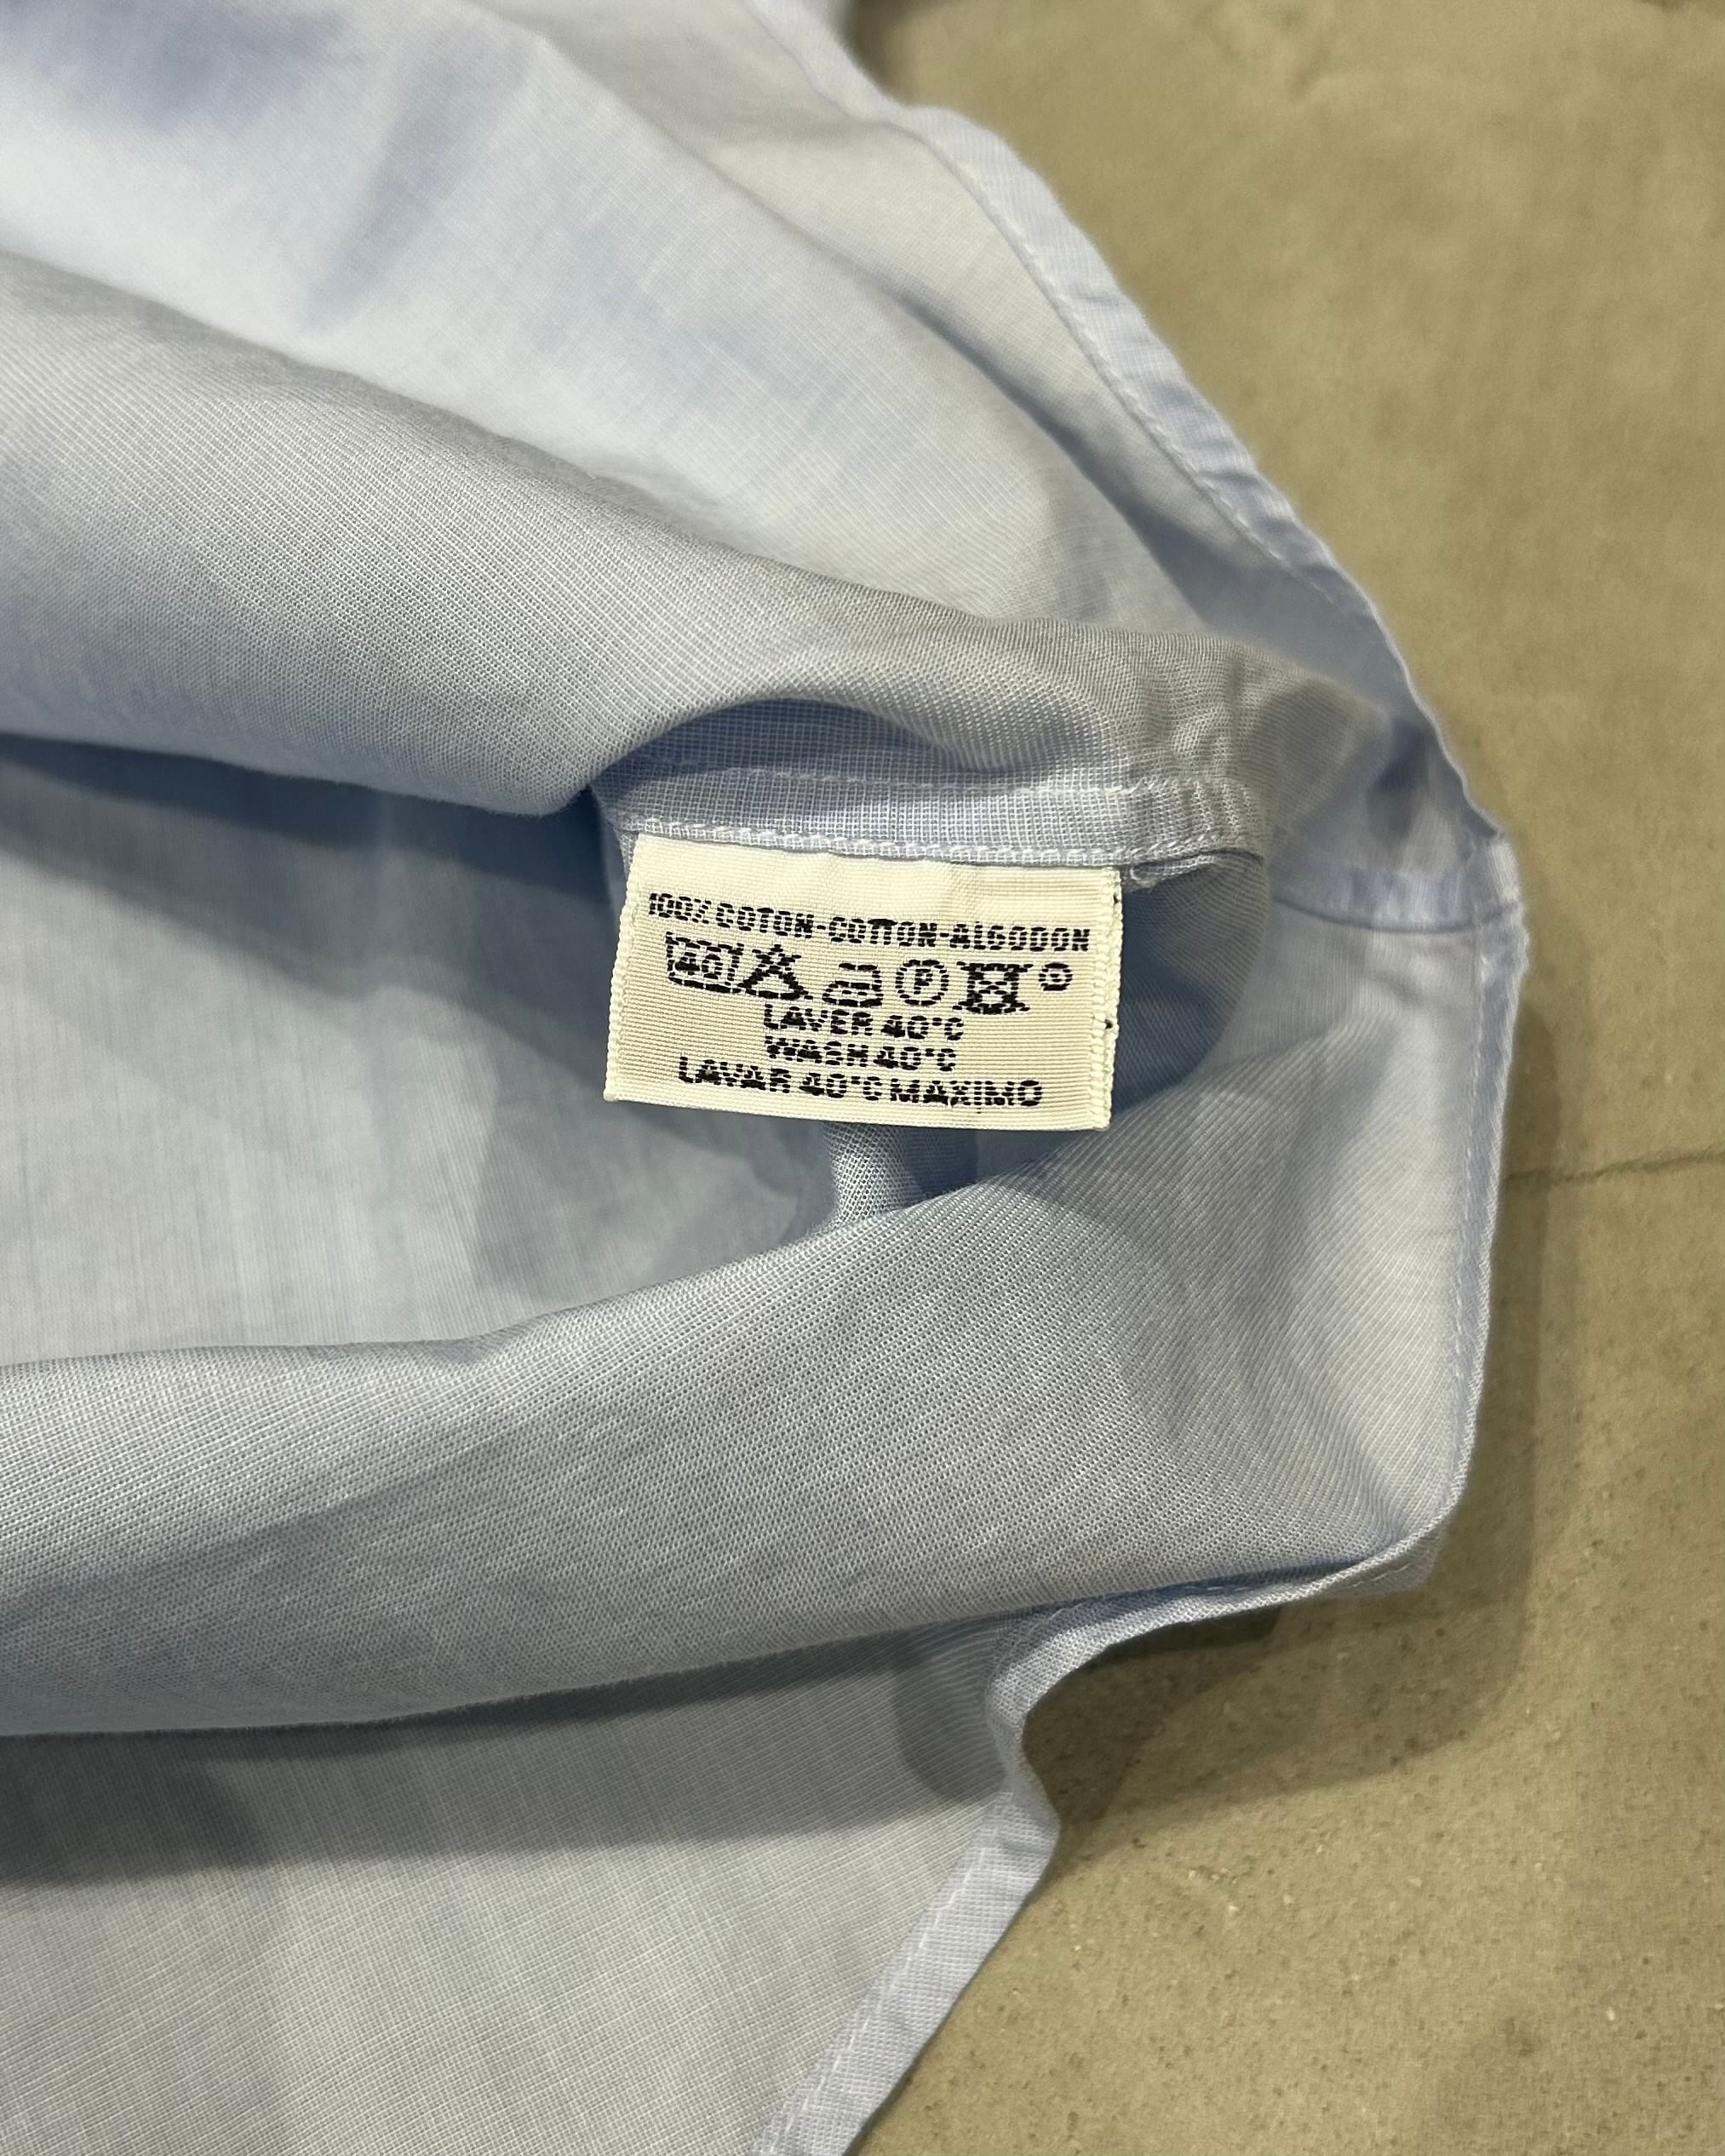 100% COTON-COTTON-ALGODON
40 P
LAVER 40°C
WASH 40°C
LAVAR 40°C MAXIMO